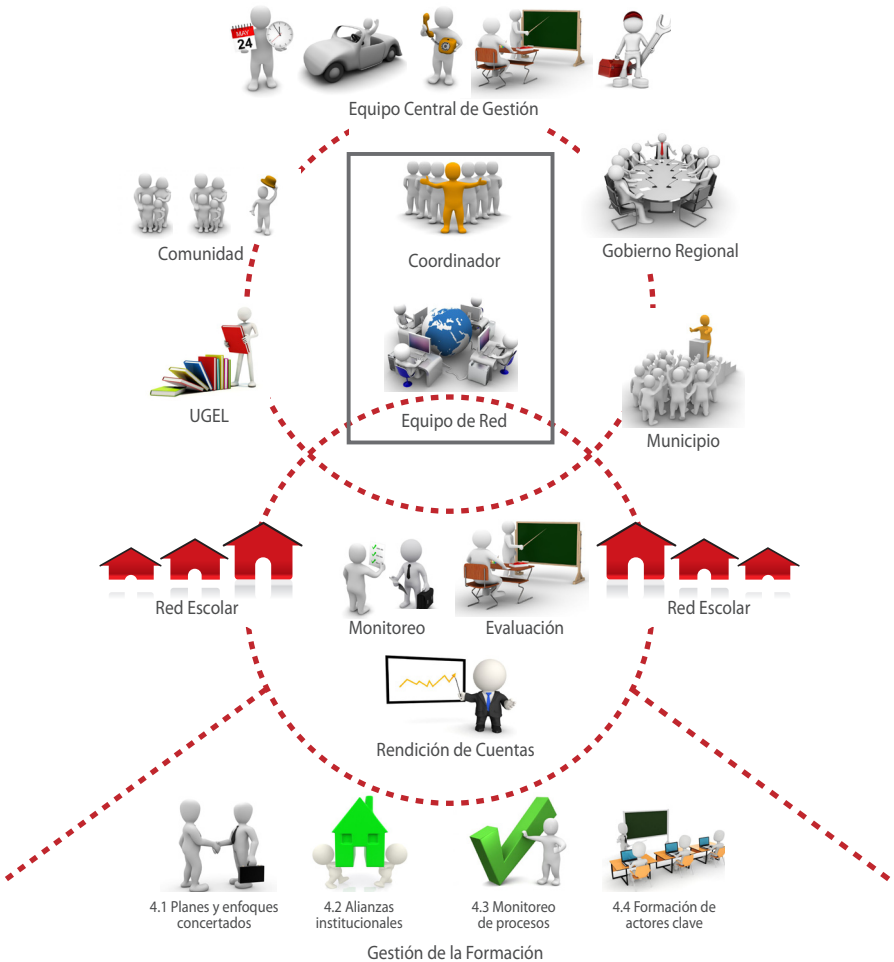 MAY
24
Equipo Central de Gestión
Comunidad
Coordinador
Gobierno Regional
UGEL
Equipo de Red
Municipio
Red Escolar
Monitoreo
Evaluación
Red Escolar
Rendición de Cuentas
4.1 Planes y enfoques
concertados
4.2 Alianzas
institucionales
4.3 Monitoreo
de procesos
4.4 Formación de
actores clave
Gestión de la Formación